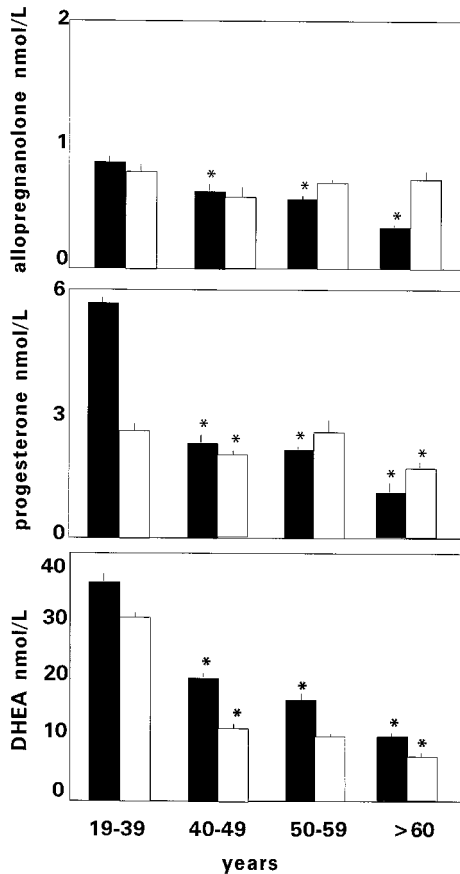 allopregnanolone nmol/L
2
1
0
* * *
progesterone nmol/L
6
3
0
* * * * *
DHEA nmol/L
40
30
20
10
0
* * * * *
19-39 40-49 50-59 >60
years